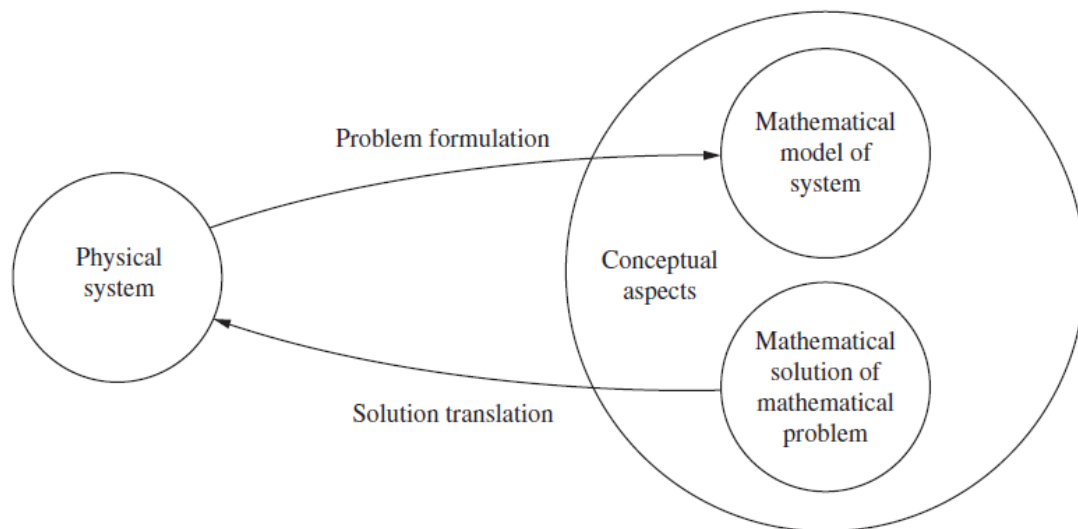 Problem formulation
Mathematical
model of
system
Physical
system
Conceptual
aspects
Mathematical
solution of
mathematical
problem
Solution translation